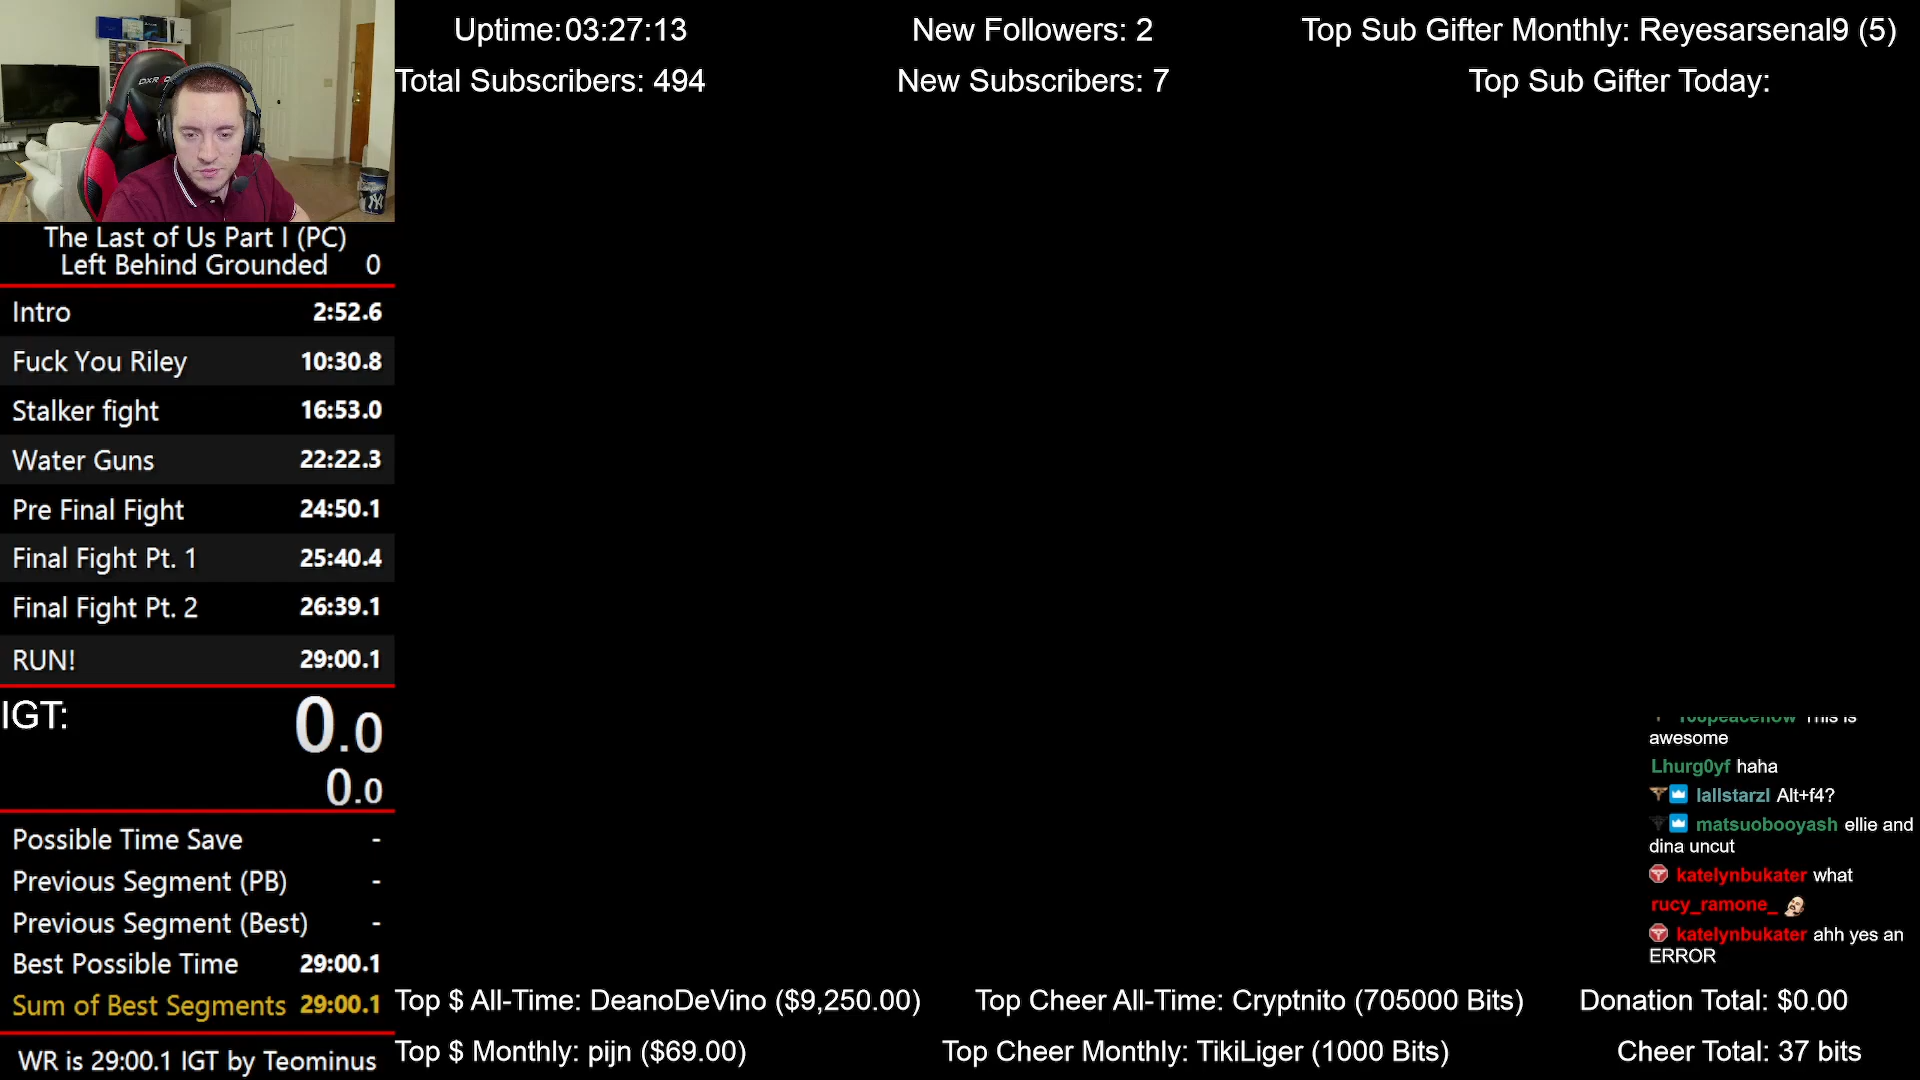 Uptime: 03:27:13
New Followers: 2
Top Sub Gifter Monthly: Reyesarsenal9 (5)
Total Subscribers: 494
New Subscribers: 7
Top Sub Gifter Today:
DXR
The Last of Us Part I (PC)
Left Behind Grounded 0
Intro 2:52.6
Fuck You Riley 10:30.8
Stalker fight 16:53.0
Water Guns 22:22.3
Pre Final Fight 24:50.1
Final Fight Pt. 1 25:40.4
Final Fight Pt. 2 26:39.1
RUN! 29:00.1
IGT: 0.0
0.0
Possible Time Save -
Previous Segment (PB) -
Previous Segment (Best) -
Best Possible Time 29:00.1
Sum of Best Segments 29:00.1
WR is 29:00.1 IGT by Teominus
This is
awesome
Lhurg0yf haha
lallstarzl Alt+f4?
matsuobooyash ellie and
dina uncut
katelynbukater what
rucy_ramone_
katelynbukater ahh yes an
ERROR
Top $ All-Time: DeanoDeVino ($9,250.00)
Top Cheer All-Time: Cryptnito (705000 Bits)
Donation Total: $0.00
Top $ Monthly: pijn ($69.00)
Top Cheer Monthly: TikiLiger (1000 Bits)
Cheer Total: 37 bits